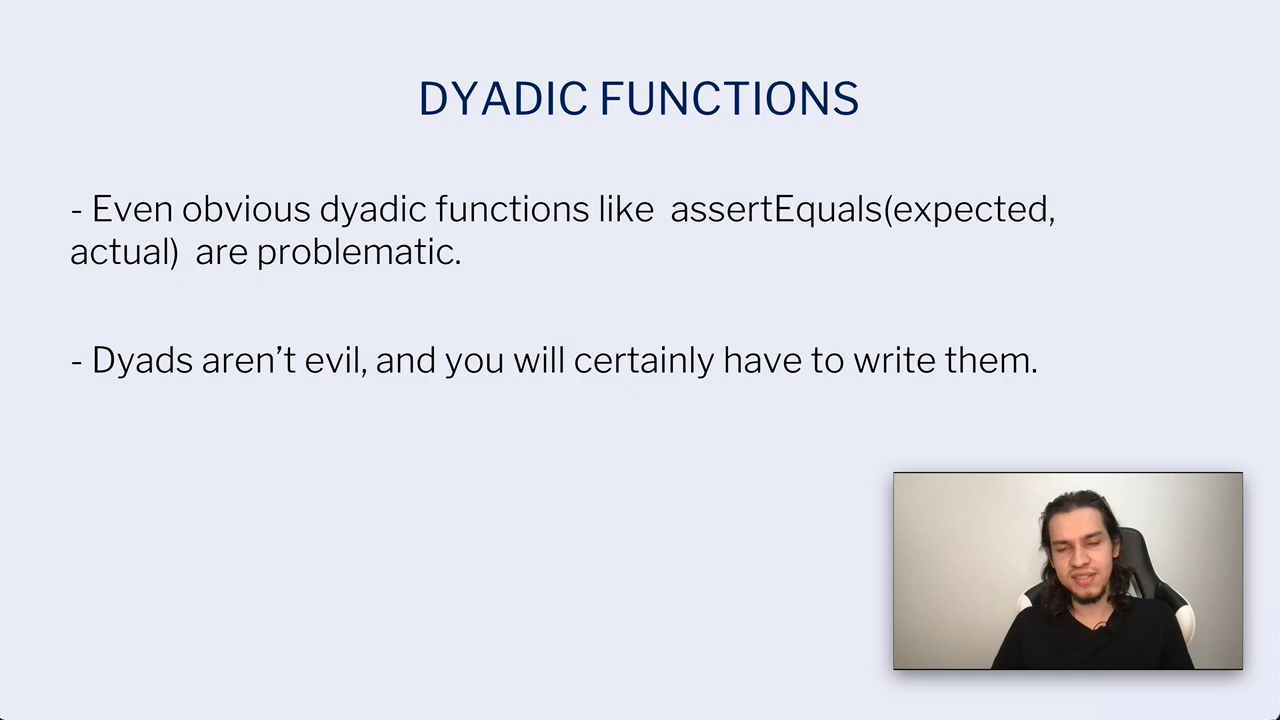 DYADIC FUNCTIONS
- Even obvious dyadic functions like  assertEquals(expected,
actual)  are problematic.
- Dyads aren’t evil, and you will certainly have to write them.